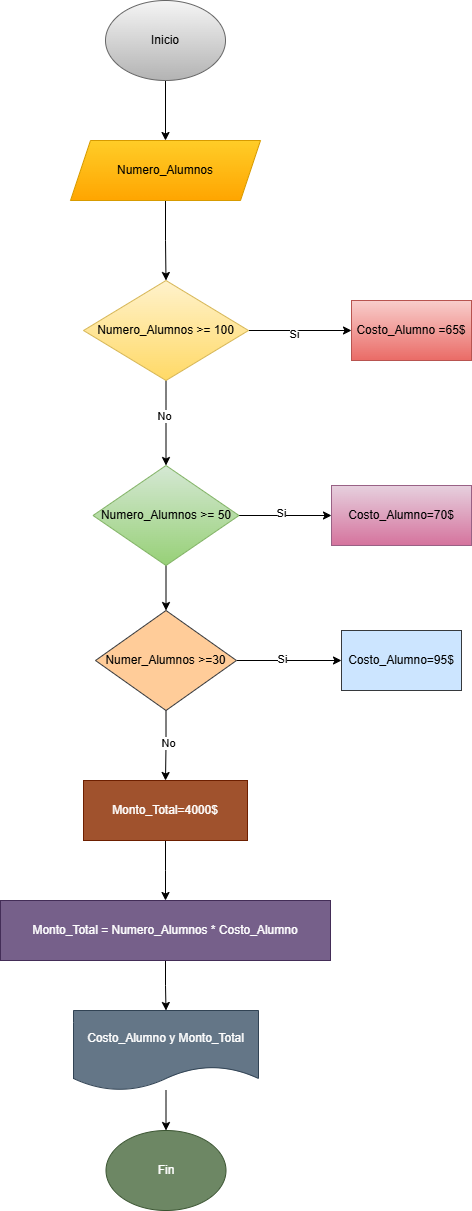 Inicio
Numero_Alumnos
Numero_Alumnos >= 100
Si
Costo_Alumno =65$
No
Numero_Alumnos >= 50
Si
Costo_Alumno=70$
Numer_Alumnos >=30
Si
Costo_Alumno=95$
No
Monto_Total=4000$
Monto_Total = Numero_Alumnos * Costo_Alumno
Costo_Alumno y Monto_Total
Fin